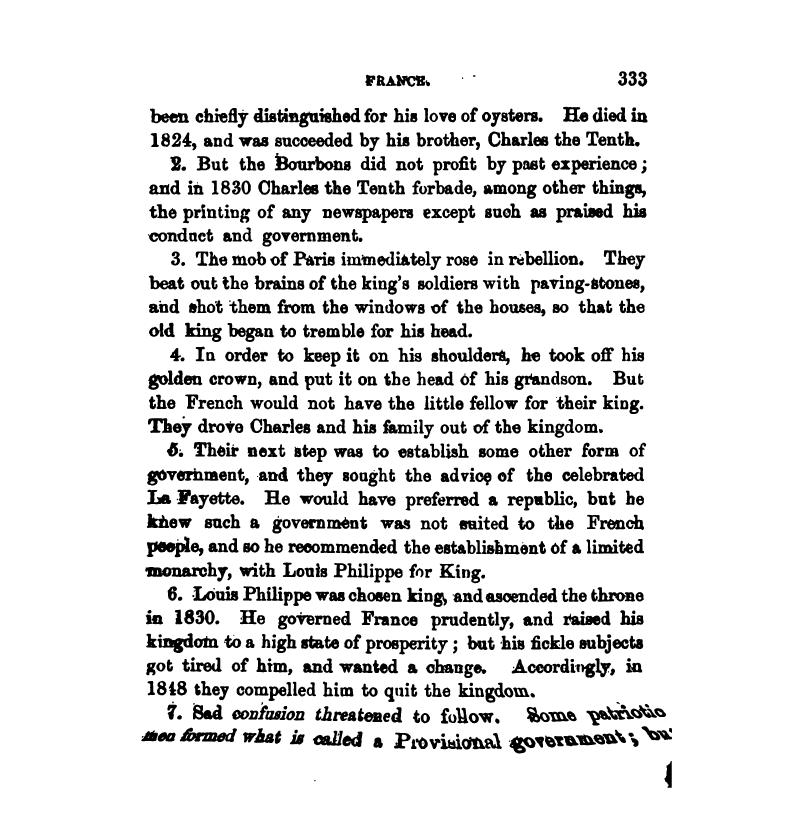 FRANCE. 333
been chiefly distinguished for his love of oysters. He died in
1824, and was succeeded by his brother, Charles the Tenth.
2. But the Bourbons did not profit by past experience;
and in 1830 Charles the Tenth forbade, among other things,
the printing of any newspapers except such as praised his
conduct and government.
3. The mob of Paris immediately rose in rebellion. They
beat out the brains of the king's soldiers with paving-stones,
and shot them from the windows of the houses, so that the
old king began to tremble for his head.
4. In order to keep it on his shoulders, he took off his
golden crown, and put it on the head of his grandson. But
the French would not have the little fellow for their king.
They drove Charles and his family out of the kingdom.
5. Their next step was to establish some other form of
government, and they sought the advice of the celebrated
La Fayette. He would have preferred a republic, but he
knew such a government was not suited to the French
people, and so he recommended the establishment of a limited
monarchy, with Louis Philippe for King.
6. Louis Philippe was chosen king, and ascended the throne
in 1830. He governed France prudently, and raised his
kingdom to a high state of prosperity; but his fickle subjects
got tired of him, and wanted a change. Accordingly, in
1848 they compelled him to quit the kingdom.
7. Sad confusion threatened to follow. Some patriotic
men formed what is called a Provisional government; bu